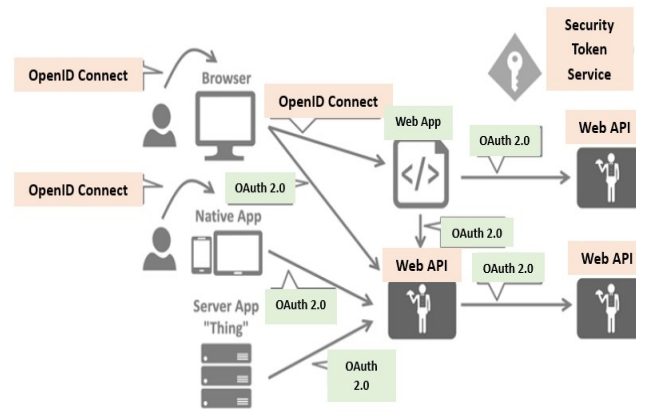 Security
Token
Service
OpenID Connect
Browser
OpenID Connect
Web App
OAuth 2.0
Web API
</>
OpenID Connect
OAuth 2.0
Native App
OAuth 2.0
Web API
OAuth 2.0
Web API
Server App
"Thing"
OAuth 2.0
OAuth
2.0